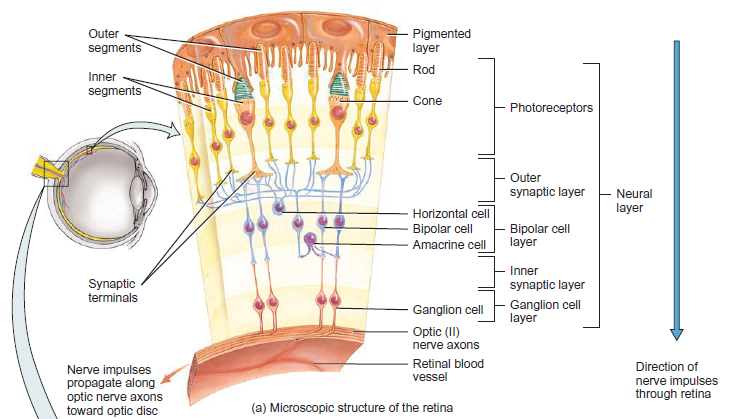 Outer
segments
Inner
segments
Synaptic
terminals
Nerve impulses
propagate along
optic nerve axons
toward optic disc
Pigmented
layer
Rod
Cone
Horizontal cell
Bipolar cell
Amacrine cell
Ganglion cell
Optic (II)
nerve axons
Retinal blood
vessel
Photoreceptors
Outer
synaptic layer
Bipolar cell
layer
Inner
synaptic layer
Ganglion cell
layer
Neural
layer
Direction of
nerve impulses
through retina
(a) Microscopic structure of the retina